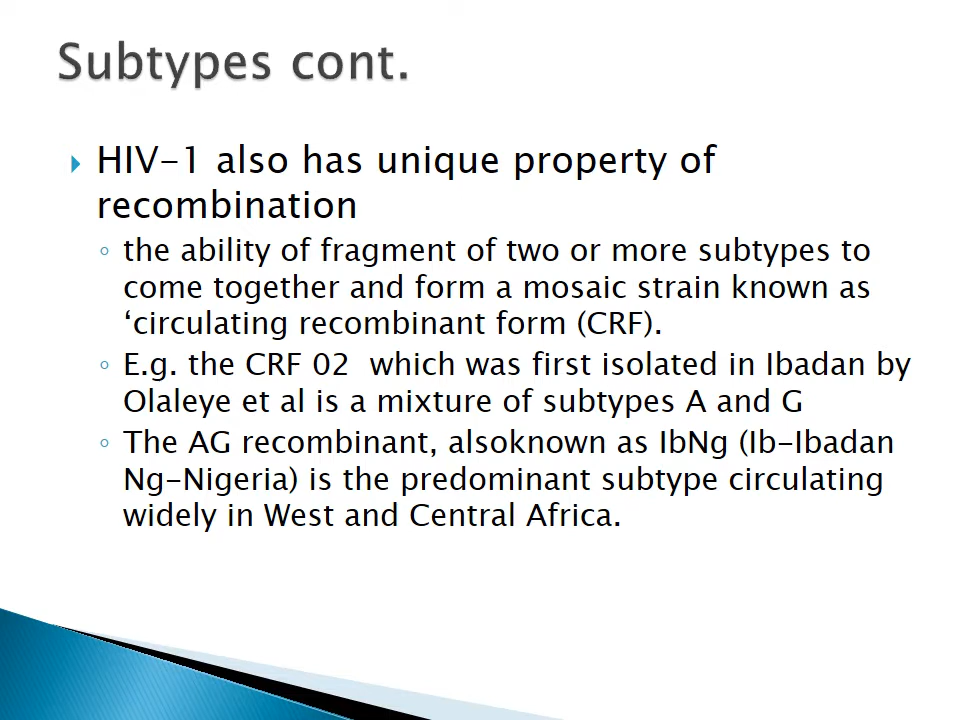 Subtypes cont.
HIV-1 also has unique property of
recombination
the ability of fragment of two or more subtypes to
come together and form a mosaic strain known as
‘circulating recombinant form (CRF).
E.g. the CRF 02  which was first isolated in Ibadan by
Olaleye et al is a mixture of subtypes A and G
The AG recombinant, alsoknown as IbNg (Ib-Ibadan
Ng-Nigeria) is the predominant subtype circulating
widely in West and Central Africa.